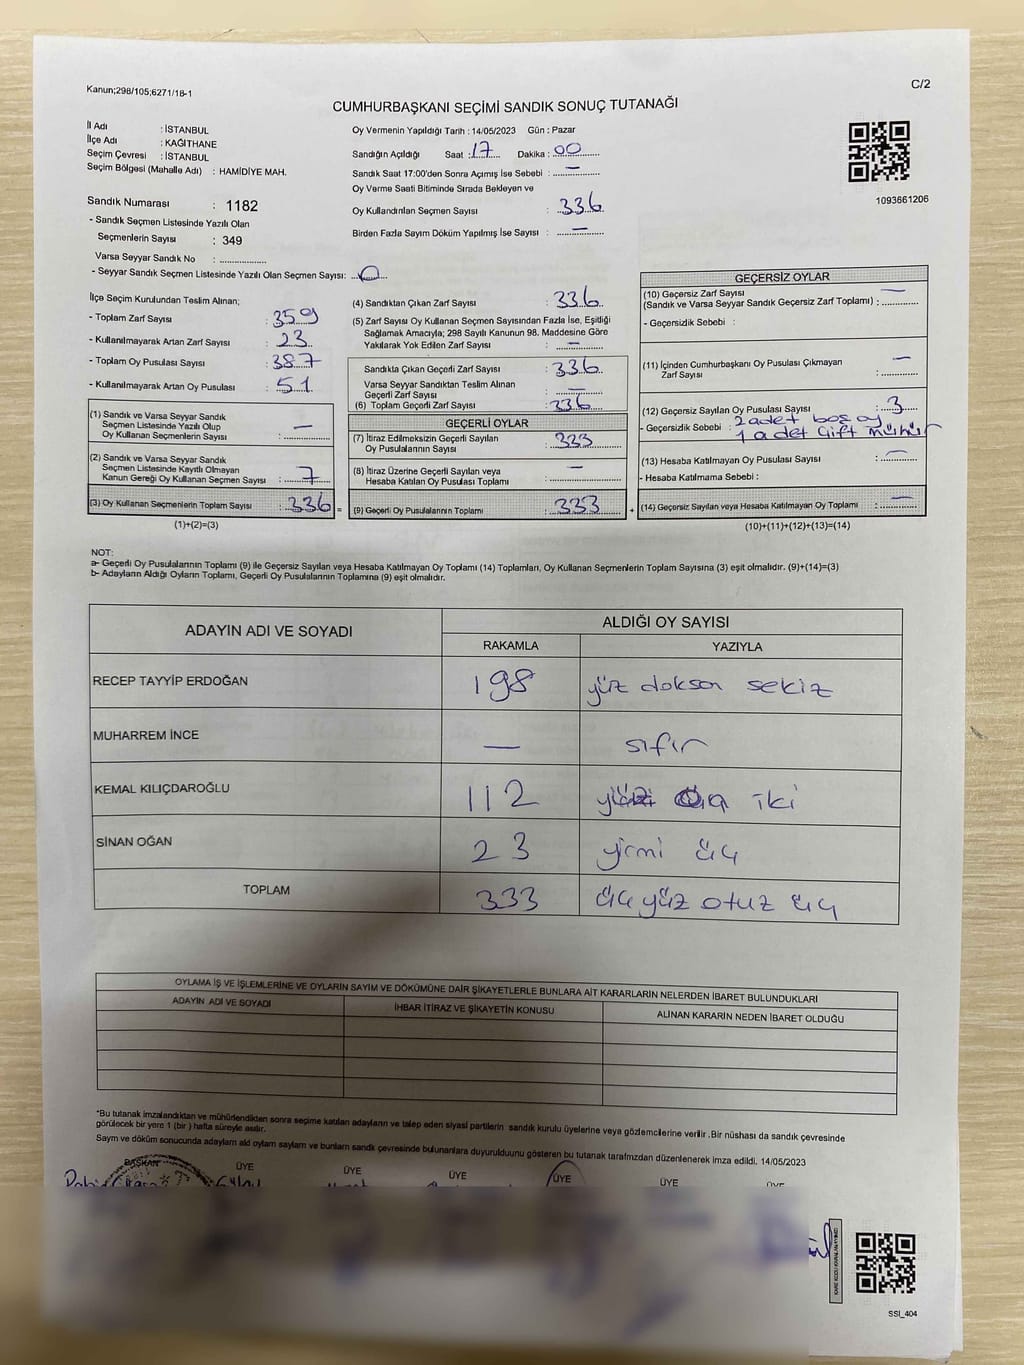 Kanun;298/105;6271/18-1
C/2
CUMHURBAŞKANI SEÇİMİ SANDIK SONUÇ TUTANAĞI
İl Adı : İSTANBUL
İlçe Adı : KAĞITHANE
Seçim Çevresi : İSTANBUL
Seçim Bölgesi (Mahalle Adı) : HAMİDİYE MAH.
Sandık Numarası : 1182
- Sandık Seçmen Listesinde Yazılı Olan
Seçmenlerin Sayısı : 349
Varsa Seyyar Sandık No : ....................
- Seyyar Sandık Seçmen Listesinde Yazılı Olan Seçmen Sayısı: 0
Oy Vermenin Yapıldığı Tarih : 14/05/2023 Gün : Pazar
Sandığın Açıldığı Saat : 17 Dakika : 00
Sandık Saat 17:00'den Sonra Açımış İse Sebebi : —
Oy Verme Saati Bitiminde Sırada Bekleyen ve
Oy Kullandırılan Seçmen Sayısı : 336
Birden Fazla Sayım Döküm Yapılmış İse Sayısı : —
1093661206
İlçe Seçim Kurulundan Teslim Alınan;
- Toplam Zarf Sayısı : 359
- Kullanılmayarak Artan Zarf Sayısı : 23
- Toplam Oy Pusulası Sayısı : 387
- Kullanılmayarak Artan Oy Pusulası : 51
(1) Sandık ve Varsa Seyyar Sandık
Seçmen Listesinde Yazılı Olup
Oy Kullanan Seçmenlerin Sayısı : —
(2) Sandık ve Varsa Seyyar Sandık
Seçmen Listesinde Kayıtlı Olmayan
Kanun Gereği Oy Kullanan Seçmen Sayısı : 7
(3) Oy Kullanan Seçmenlerin Toplam Sayısı : 336 =
(1)+(2)=(3)
(4) Sandıktan Çıkan Zarf Sayısı : 336
(5) Zarf Sayısı Oy Kullanan Seçmen Sayısından Fazla İse, Eşitliği
Sağlamak Amacıyla; 298 Sayılı Kanunun 98. Maddesine Göre
Yakılarak Yok Edilen Zarf Sayısı : —
Sandıkta Çıkan Geçerli Zarf Sayısı : 336
Varsa Seyyar Sandıktan Teslim Alınan
Geçerli Zarf Sayısı : —
(6) Toplam Geçerli Zarf Sayısı : 336
GEÇERLİ OYLAR
(7) İtiraz Edilmeksizin Geçerli Sayılan
Oy Pusulalarının Sayısı : 333
(8) İtiraz Üzerine Geçerli Sayılan veya
Hesaba Katılan Oy Pusulası Toplamı : —
(9) Geçerli Oy Pusulalarının Toplamı : 333 +
GEÇERSİZ OYLAR
(10) Geçersiz Zarf Sayısı
(Sandık ve Varsa Seyyar Sandık Geçersiz Zarf Toplamı) : —
- Geçersizlik Sebebi :
(11) İçinden Cumhurbaşkanı Oy Pusulası Çıkmayan
Zarf Sayısı : —
(12) Geçersiz Sayılan Oy Pusulası Sayısı : 3
- Geçersizlik Sebebi : 2 adet boş oy
1 adet Çift mühür
(13) Hesaba Katılmayan Oy Pusulası Sayısı : —
- Hesaba Katılmama Sebebi :
(14) Geçersiz Sayılan veya Hesaba Katılmayan Oy Toplamı : —
(10)+(11)+(12)+(13)=(14)
NOT:
a- Geçerli Oy Pusulalarının Toplamı (9) ile Geçersiz Sayılan veya Hesaba Katılmayan Oy Toplamı (14) Toplamları, Oy Kullanan Seçmenlerin Toplam Sayısına (3) eşit olmalıdır. (9)+(14)=(3)
b- Adayların Aldığı Oyların Toplamı, Geçerli Oy Pusulalarının Toplamına (9) eşit olmalıdır.
ADAYIN ADI VE SOYADI ALDIĞI OY SAYISI
RAKAMLA YAZIYLA
RECEP TAYYİP ERDOĞAN 198 yüz doksan sekiz
MUHARREM İNCE — sıfır
KEMAL KILIÇDAROĞLU 112 yüz on iki
SİNAN OĞAN 23 yirmi üç
TOPLAM 333 üç yüz otuz üç
OYLAMA İŞ VE İŞLEMLERİNE VE OYLARIN SAYIM VE DÖKÜMÜNE DAİR ŞİKAYETLERLE BUNLARA AİT KARARLARIN NELERDEN İBARET BULUNDUKLARI
ADAYIN ADI VE SOYADI İHBAR İTİRAZ VE ŞİKAYETİN KONUSU ALINAN KARARIN NEDEN İBARET OLDUĞU
*Bu tutanak imzalandıktan ve mühürlendikten sonra seçime katılan adayların ve talep eden siyasi partilerin sandık kurulu üyelerine veya gözlemcilerine verilir .Bir nüshası da sandık çevresinde
görülecek bir yere 1 (bir ) hafta süreyle asılır.
Sayım ve döküm sonucunda adayların aldı oyların sayıların ve bunların sandık çevresinde bulunanlara duyurulduunu gösteren bu tutanak tarafımzdan düzenlenerek imza edildi. 14/05/2023
BAŞKAN ÜYE ÜYE ÜYE ÜYE ÜYE ÜYE
SSI_404